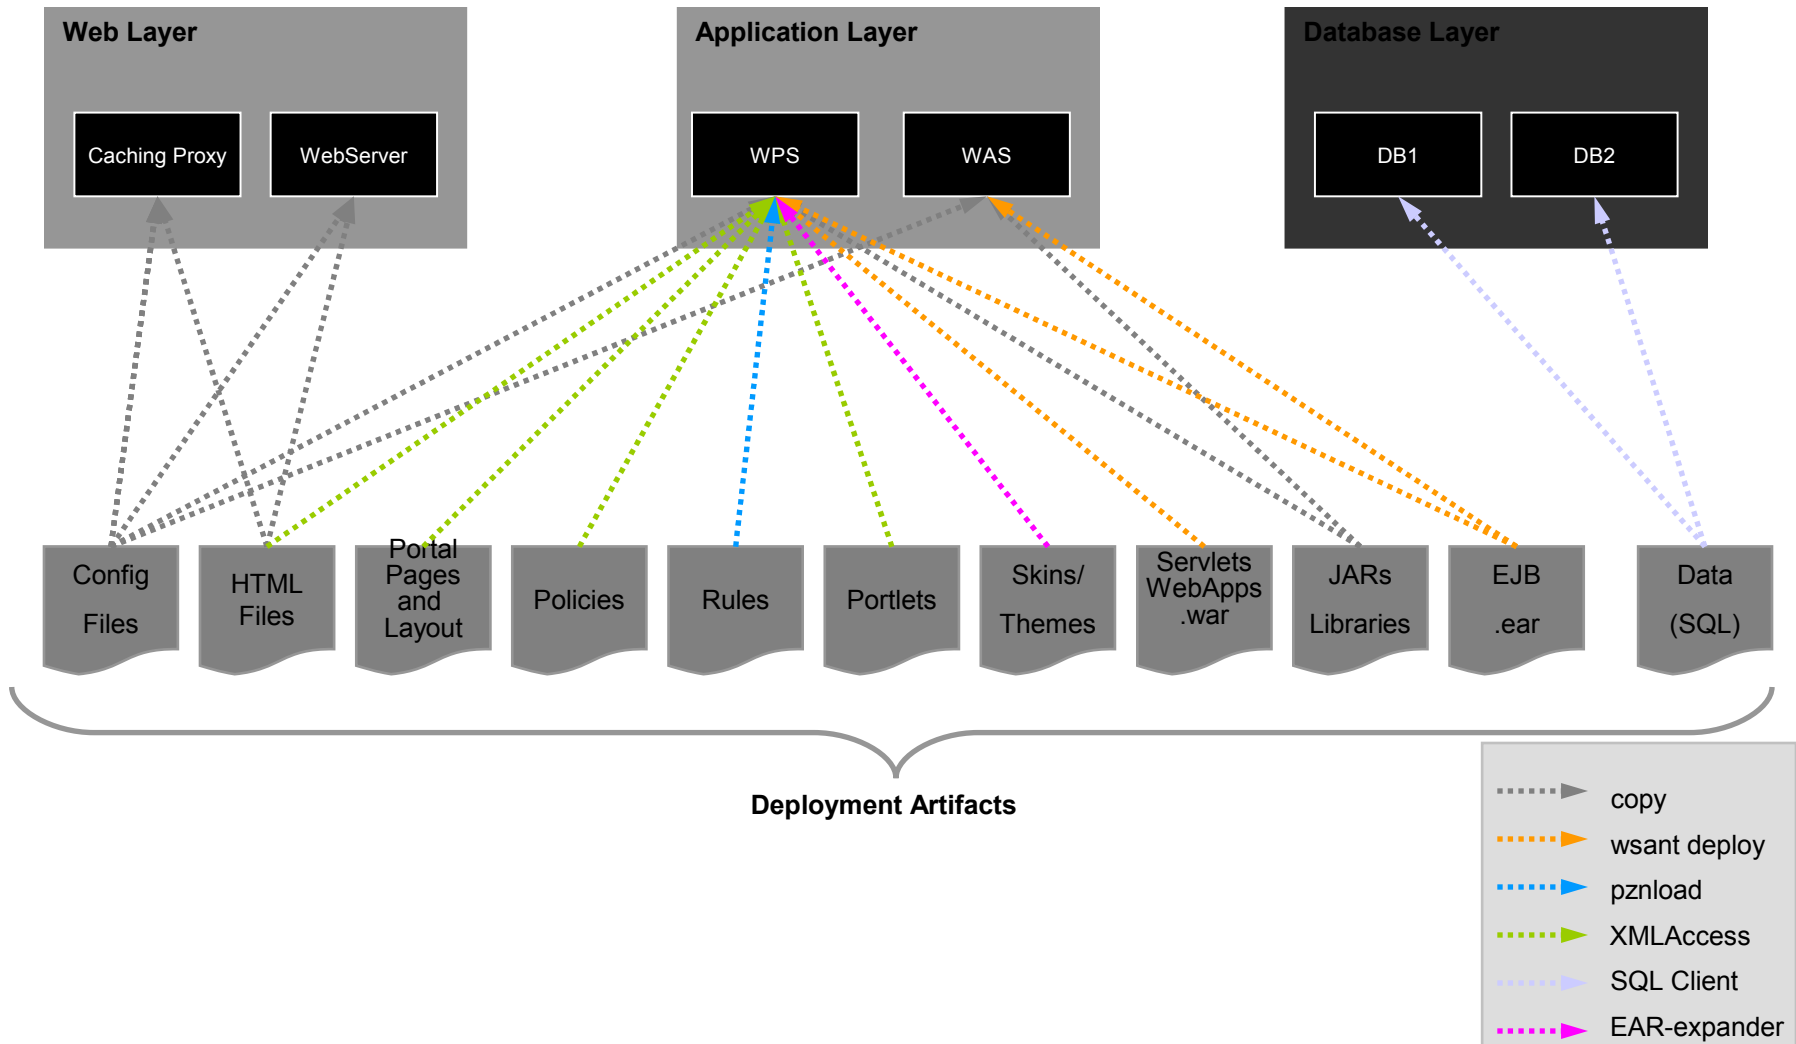 Web Layer
Application Layer
Database Layer
Caching Proxy
WebServer
WPS
WAS
DB1
DB2
Config
Files
HTML
Files
Portal
Pages
and
Layout
Policies
Rules
Portlets
Skins/
Themes
Servlets
WebApps
.war
JARs
Libraries
EJB
.ear
Data
(SQL)
Deployment Artifacts
copy
wsant deploy
pznload
XMLAccess
SQL Client
EAR-expander